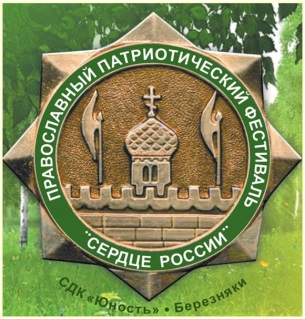 ПРАВОСЛАВНЫЙ ПАТРИОТИЧЕСКИЙ ФЕСТИВАЛЬ
"СЕРДЦЕ РОССИИ"
СДК «Юность» • Березняки